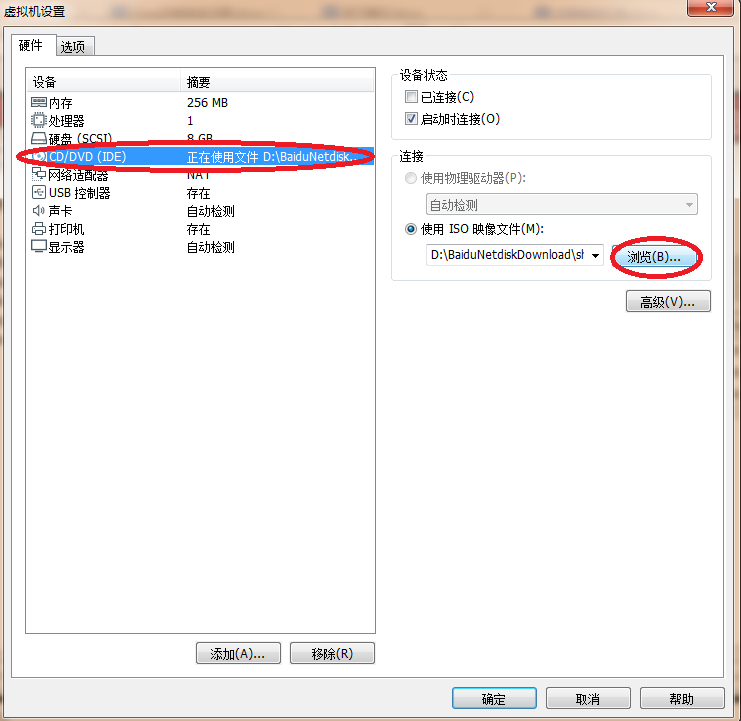 虚拟机设置
硬件 选项
设备 摘要
内存 256 MB
处理器 1
硬盘 (SCSI) 8 GB
CD/DVD (IDE) 正在使用文件 D:\BaiduNetdisk...
网络适配器 NAT
USB 控制器 存在
声卡 自动检测
打印机 存在
显示器 自动检测
添加(A)... 移除(R)
设备状态
已连接(C)
启动时连接(O)
连接
使用物理驱动器(P):
自动检测
使用 ISO 映像文件(M):
D:\BaiduNetdiskDownload\sl 浏览(B)...
高级(V)...
确定 取消 帮助